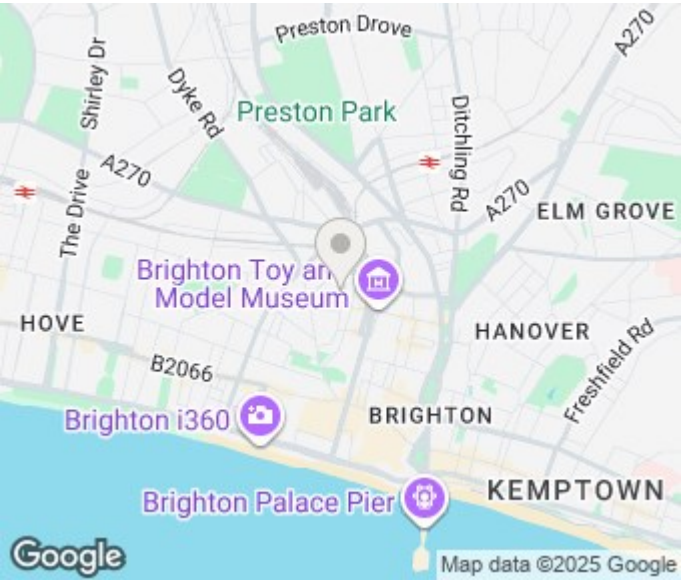 Preston Drove
A270
Shirley Dr
Dyke Rd
Preston Park
Ditchling Rd
A270
The Drive
A270
ELM GROVE
Brighton Toy an
Model Museum
HOVE
HANOVER
Freshfield Rd
B2066
Brighton i360
BRIGHTON
Brighton Palace Pier
KEMPTOWN
Google
Map data ©2025 Google